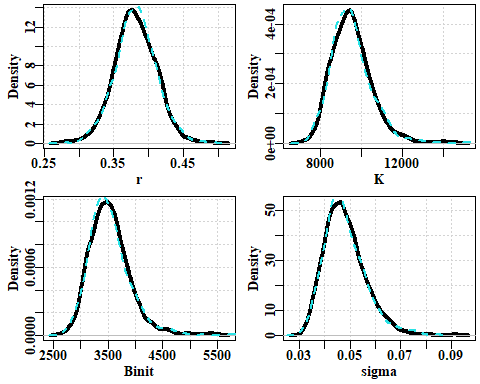 Density
0 2 4 6 8 12
0.25 0.35 0.45
r
Density
0e+00 2e-04 4e-04
8000 12000
K
Density
0.0000 0.0006 0.0012
2500 3500 4500 5500
Binit
Density
0 10 30 50
0.03 0.05 0.07 0.09
sigma